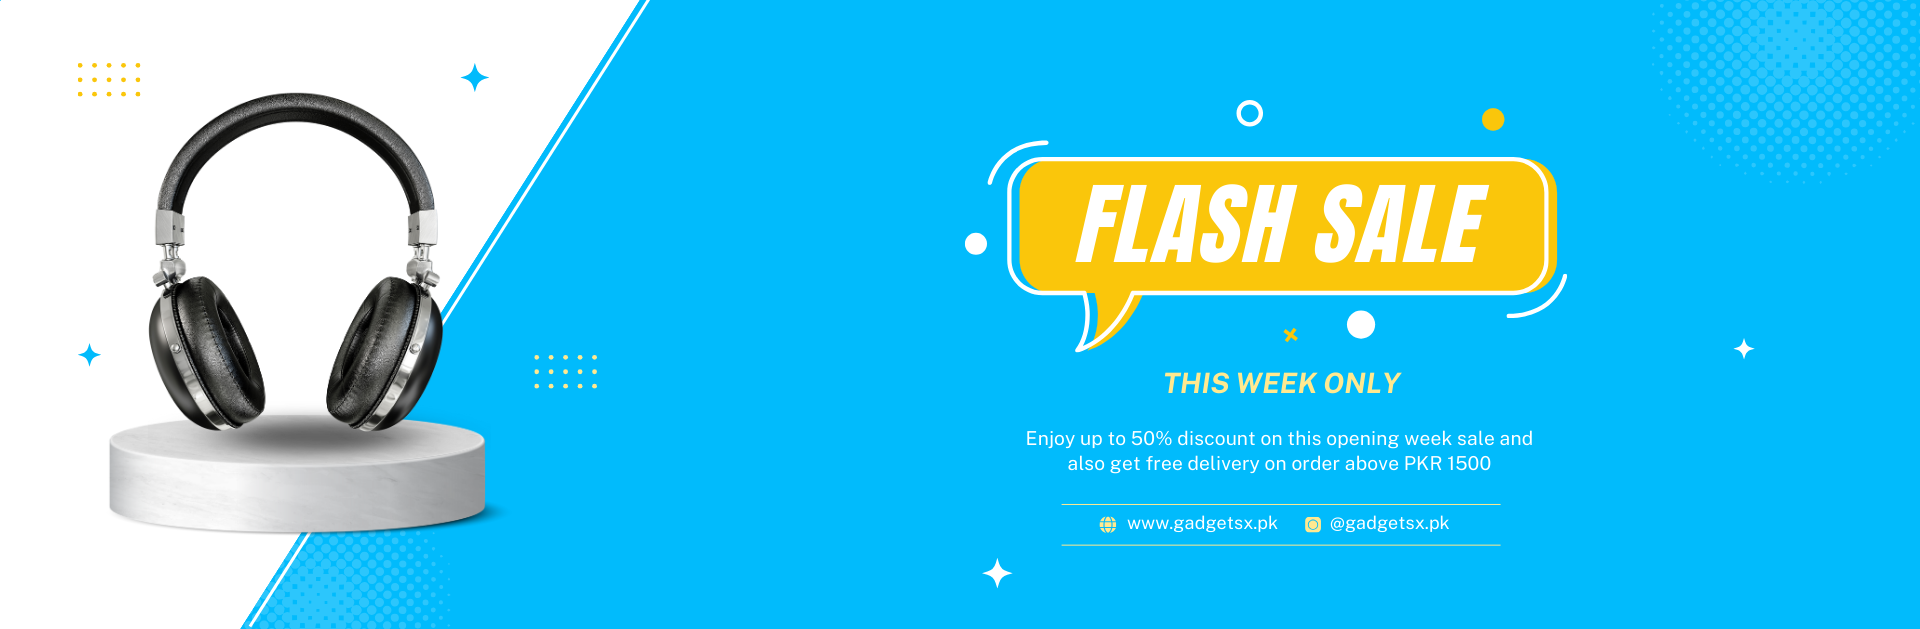 FLASH SALE
THIS WEEK ONLY
Enjoy up to 50% discount on this opening week sale and
also get free delivery on order above PKR 1500
www.gadgetsx.pk @gadgetsx.pk